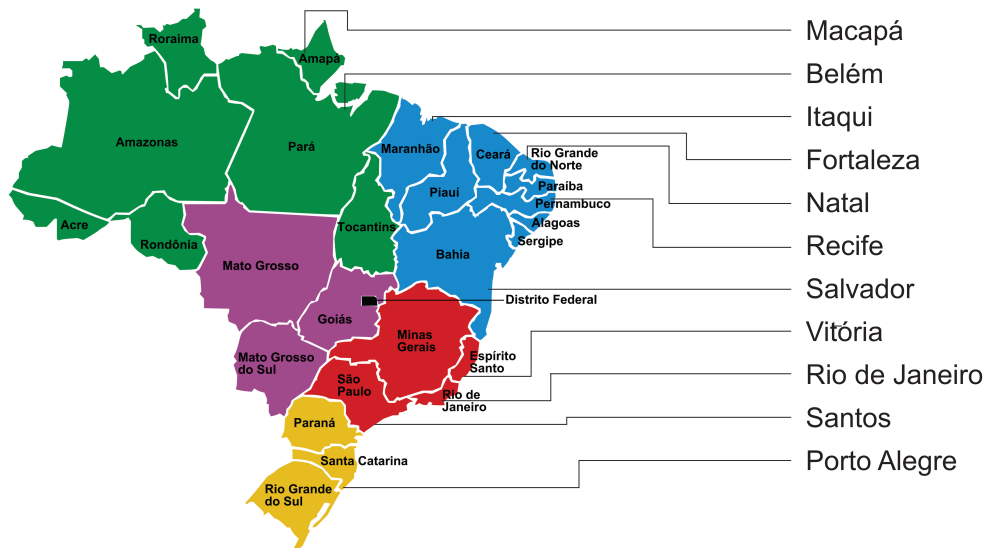 Roraima
Amapá
Amazonas
Pará
Maranhão
Ceará
Rio Grande
do Norte
Piauí
Paraíba
Pernambuco
Alagoas
Sergipe
Acre
Rondônia
Tocantins
Bahia
Mato Grosso
Distrito Federal
Goiás
Minas
Gerais
Espírito
Santo
Mato Grosso
do Sul
São
Paulo
Rio de
Janeiro
Paraná
Santa Catarina
Rio Grande
do Sul
Macapá
Belém
Itaqui
Fortaleza
Natal
Recife
Salvador
Vitória
Rio de Janeiro
Santos
Porto Alegre